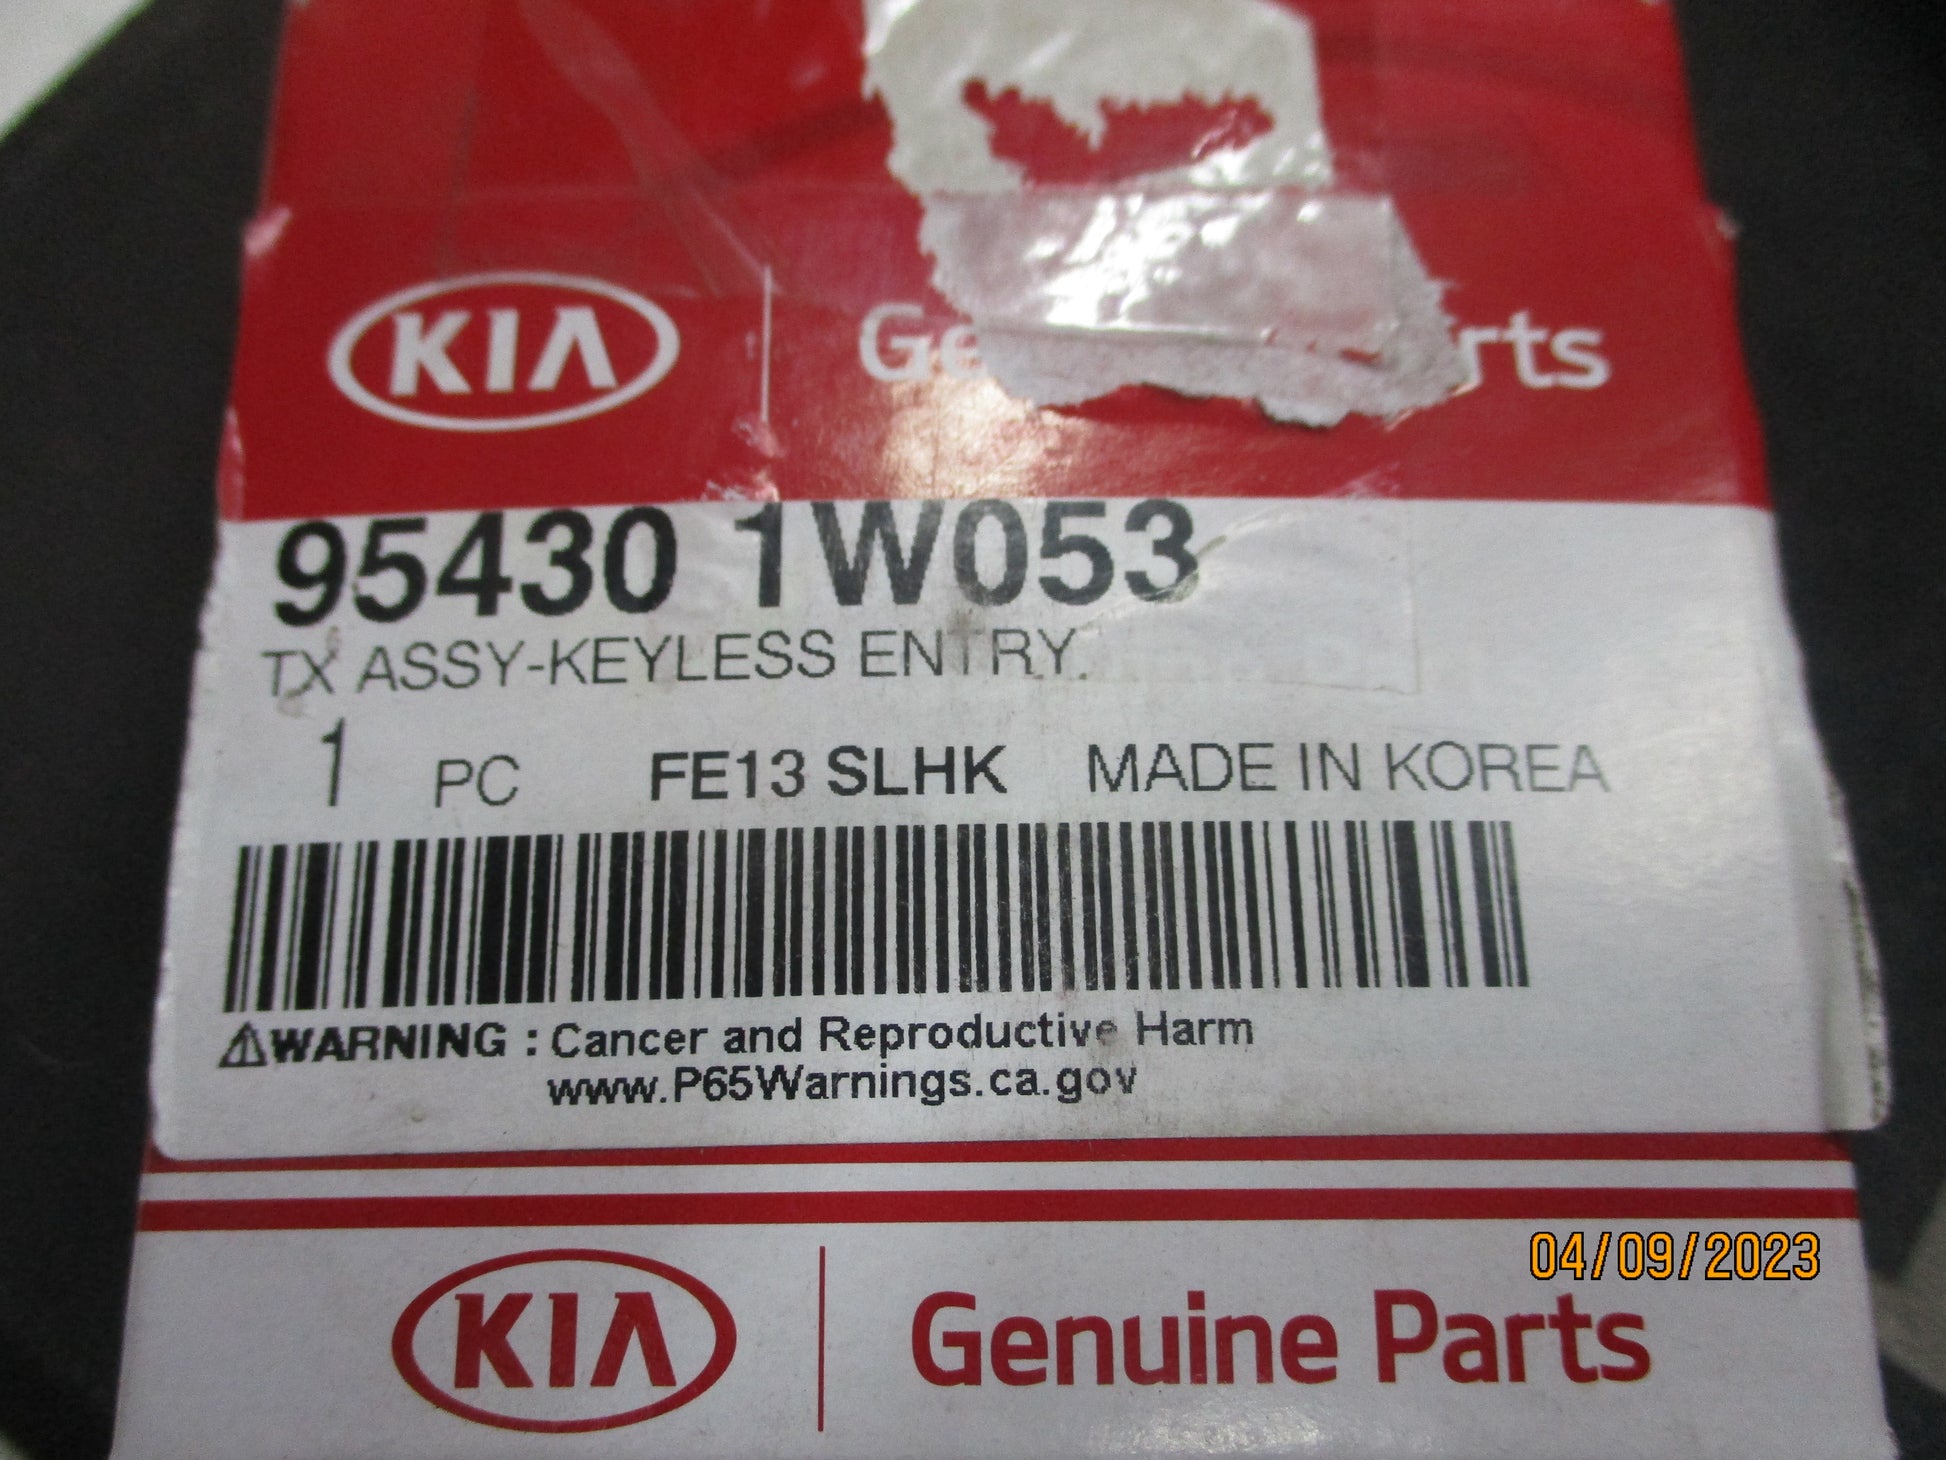 KIA
Ge rts
95430 1W053
TX ASSY-KEYLESS ENTRY.
1 PC FE13 SLHK MADE IN KOREA
WARNING : Cancer and Reproductive Harm
www.P65Warnings.ca.gov
04/09/2023
KIA Genuine Parts